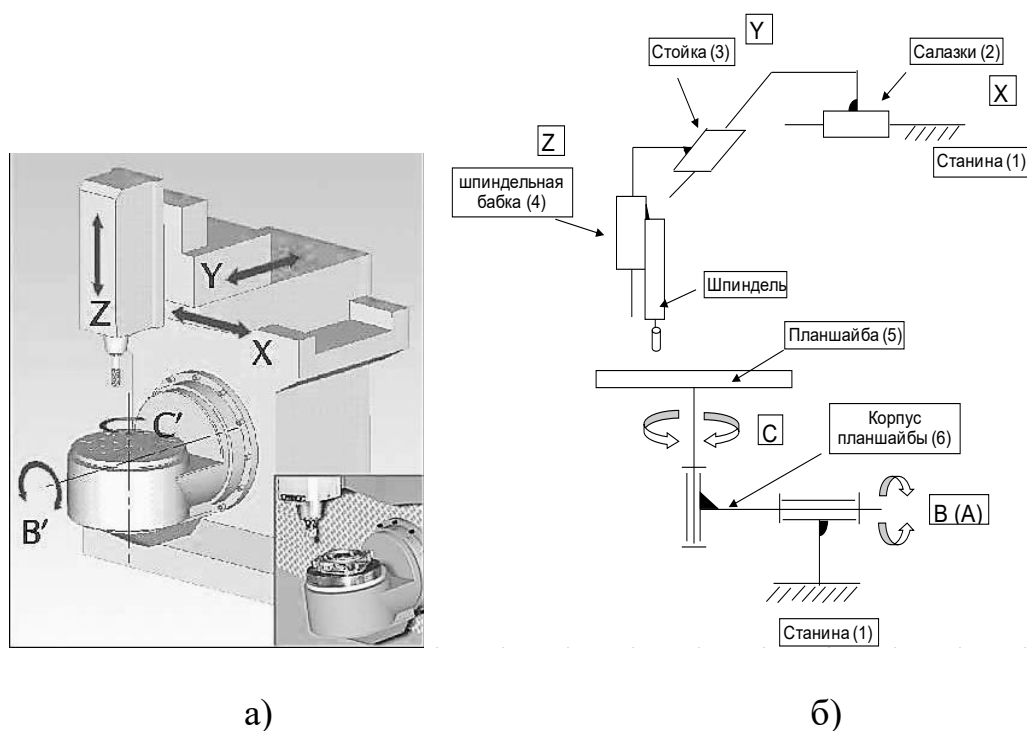 Z
Y
X
C'
B'
Y
Стойка (3)
Салазки (2)
X
Z
Станина (1)
шпиндельная
бабка (4)
Шпиндель
Планшайба (5)
C
Корпус
планшайбы (6)
B (A)
Станина (1)
а)
б)